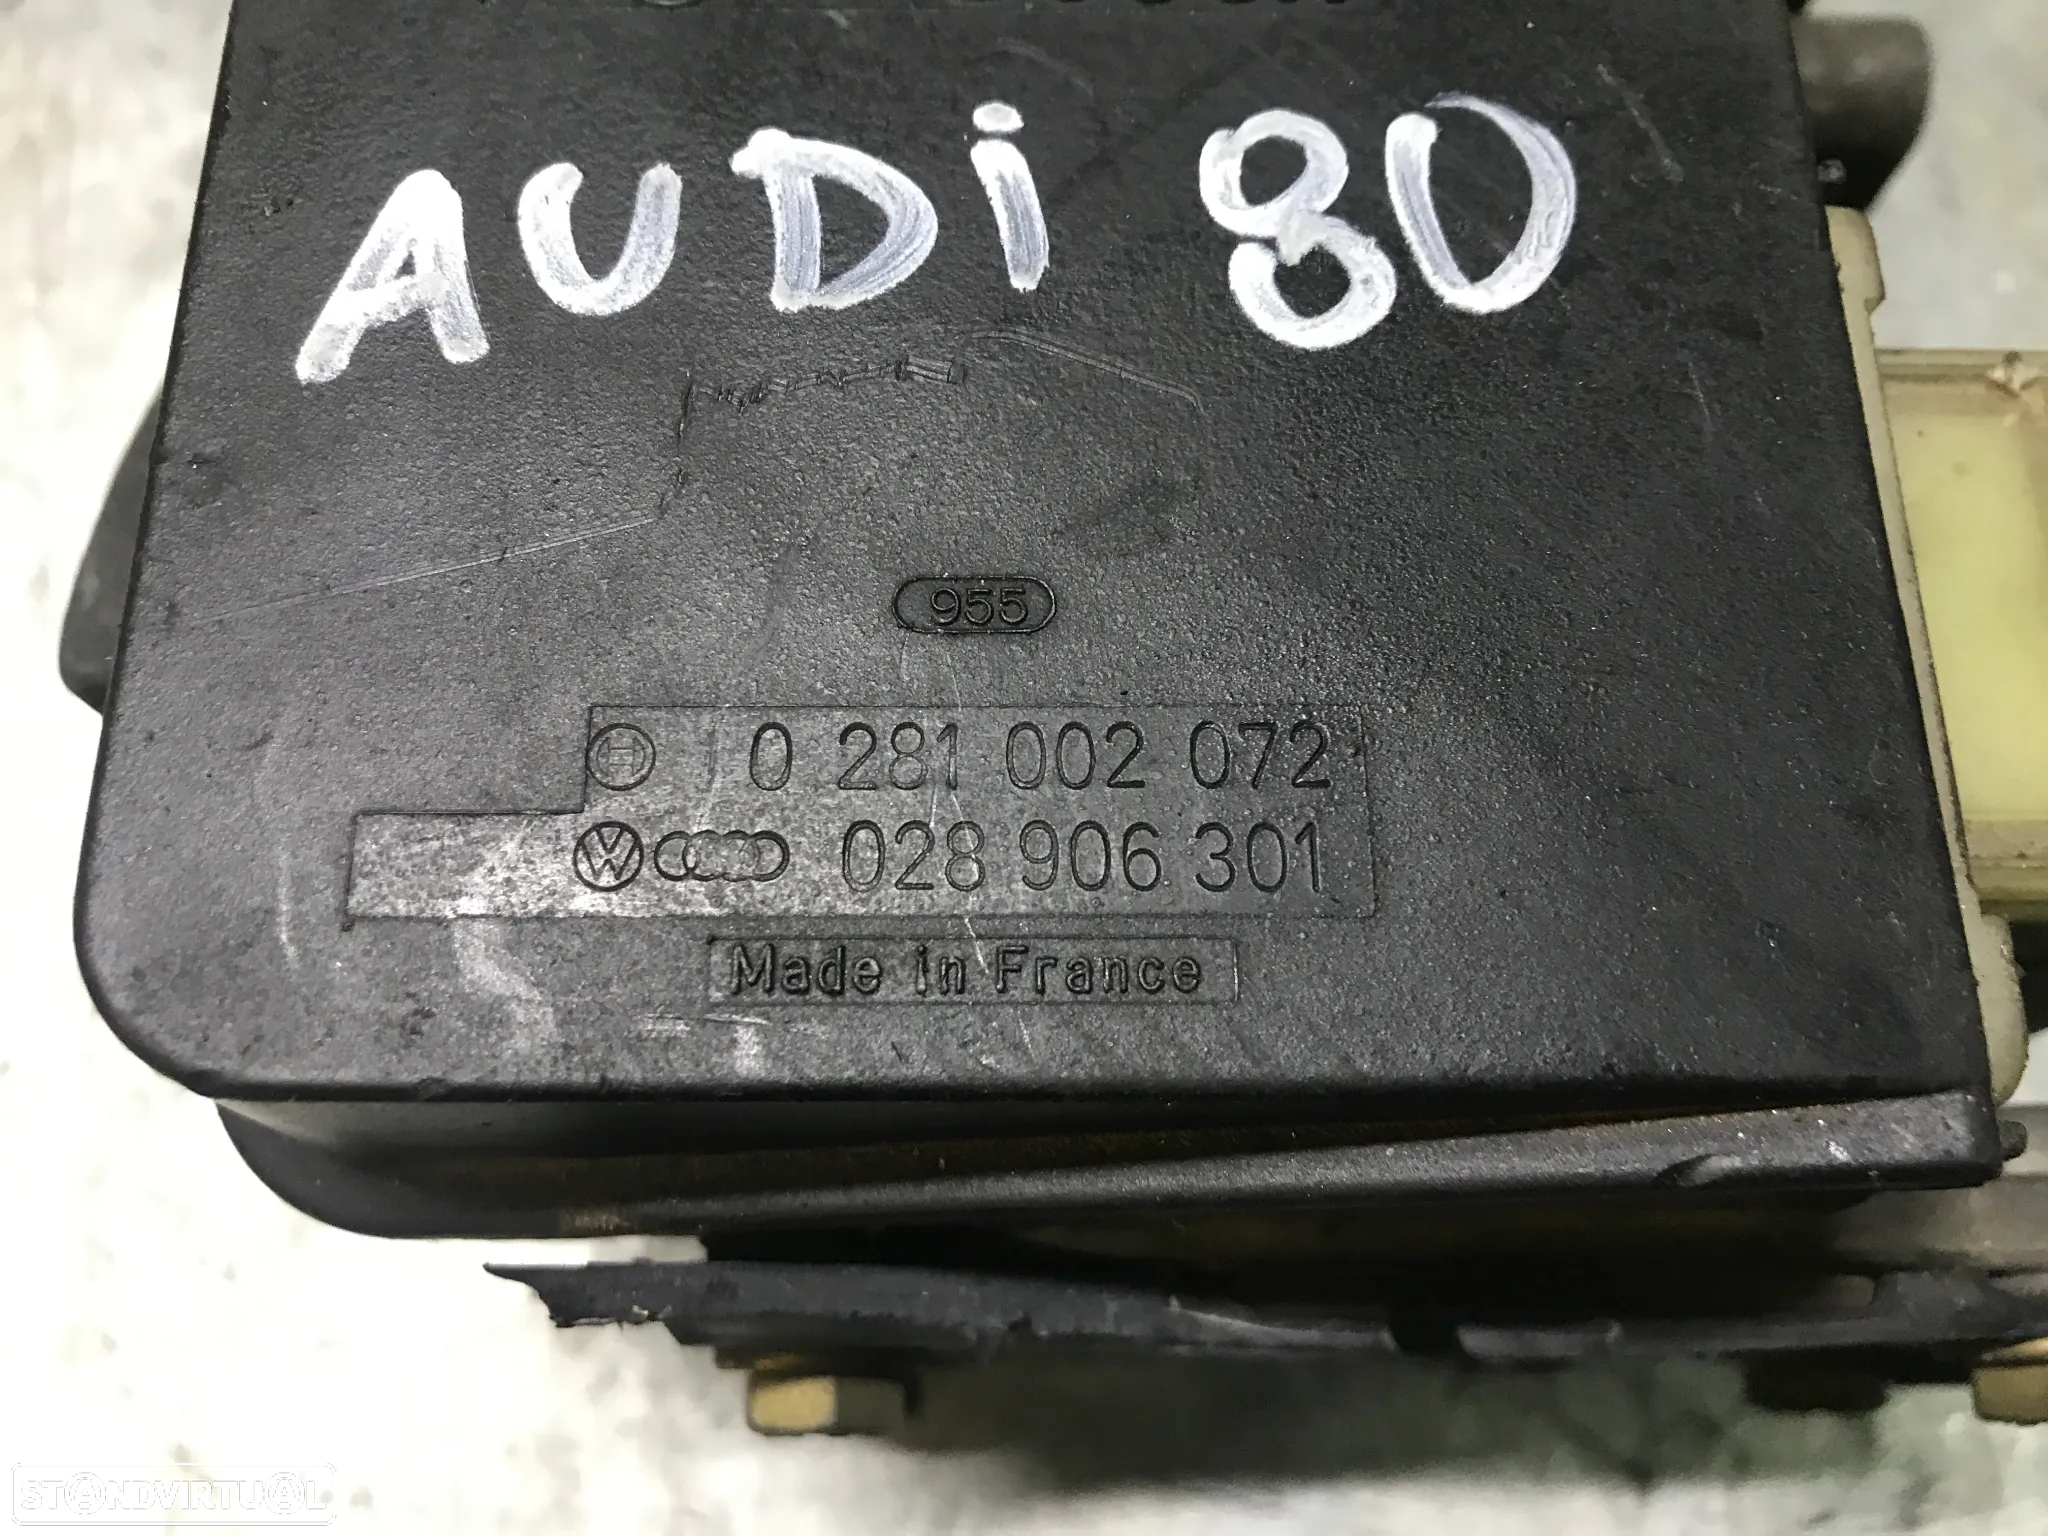 AUDi 80
955
0 281 002 072
028 906 301
Made in France
STANDVIRTUAL